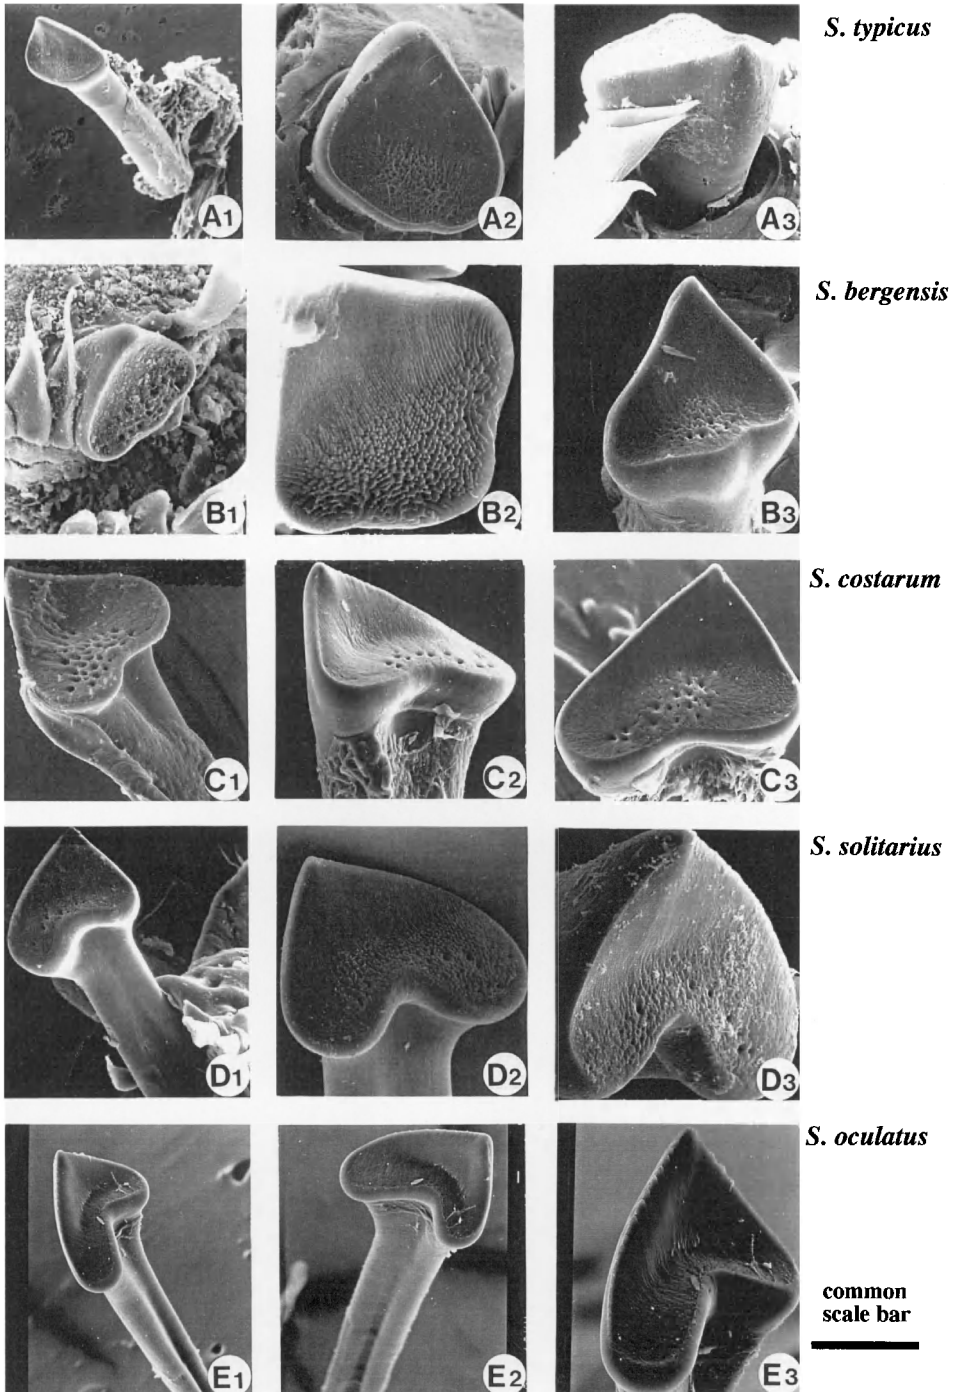 S. typicus
A1
A2
A3
S. bergensis
B1
B2
B3
S. costarum
C1
C2
C3
S. solitarius
D1
D2
D3
S. oculatus
E1
E2
E3
common
scale bar